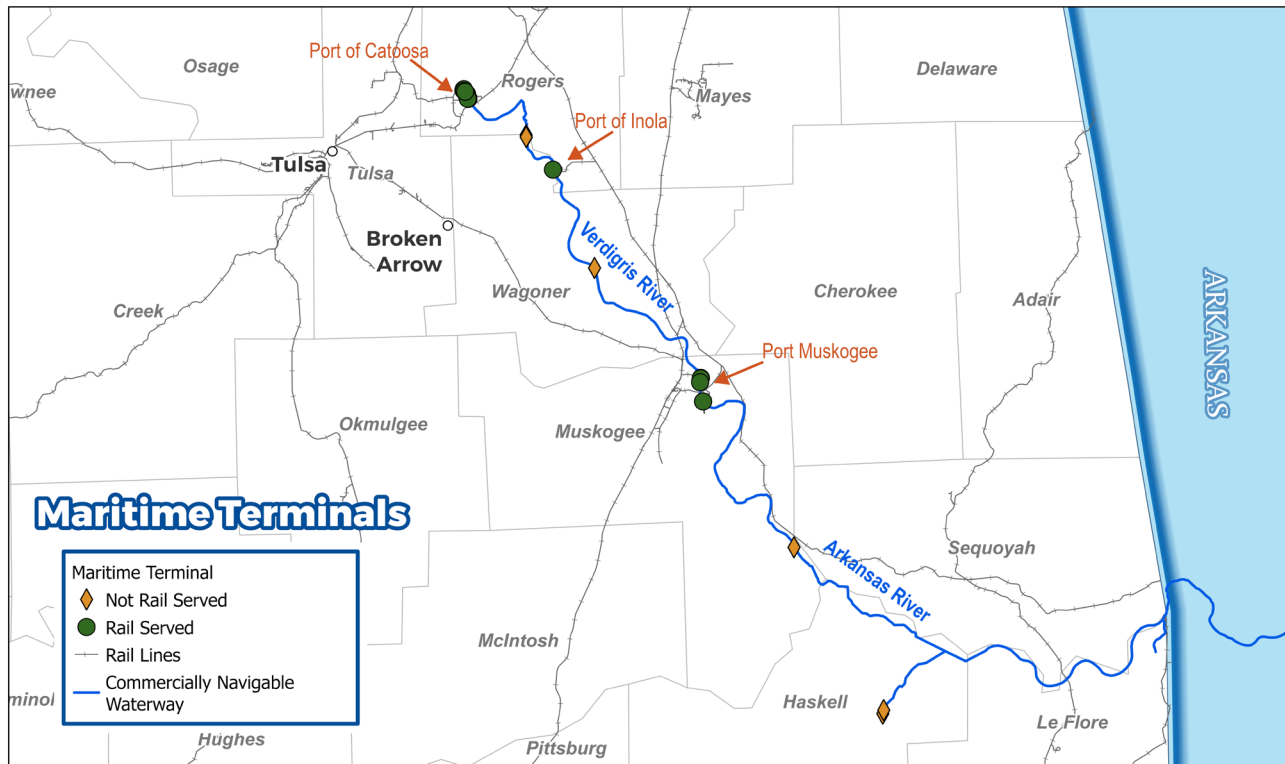 Port of Catoosa
Osage
Rogers
Delaware
wnee
Mayes
Port of Inola
Tulsa
Tulsa
Broken
Arrow
Verdigris River
Wagoner
Cherokee
Adair
ARKANSAS
Creek
Port Muskogee
Okmulgee
Muskogee
Maritime Terminals
Arkansas River
Sequoyah
Maritime Terminal
Not Rail Served
Rail Served
Rail Lines
Commercially Navigable
Waterway
McIntosh
Haskell
minol
Le Flore
Hughes
Pittsburg